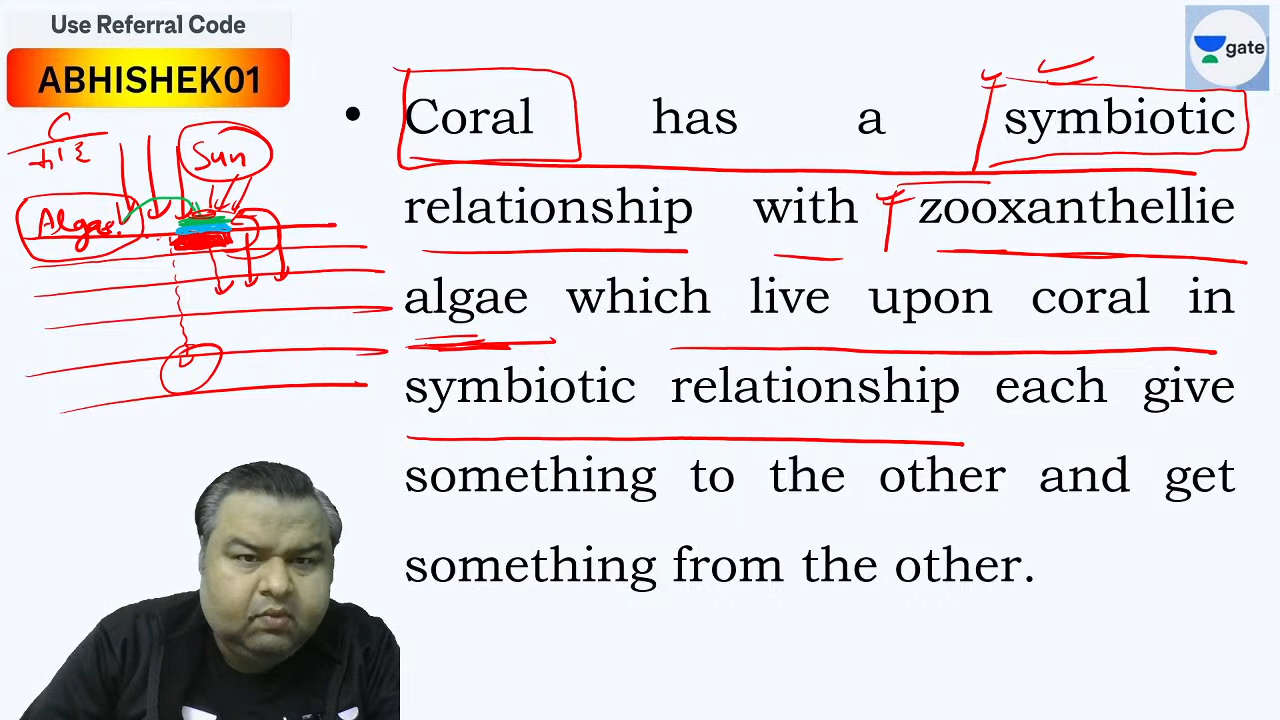 Use Referral Code
ABHISHEK01
gate
• Coral has a symbiotic
relationship with zooxanthellie
algae which live upon coral in
symbiotic relationship each give
something to the other and get
something from the other.
Sun
Algae